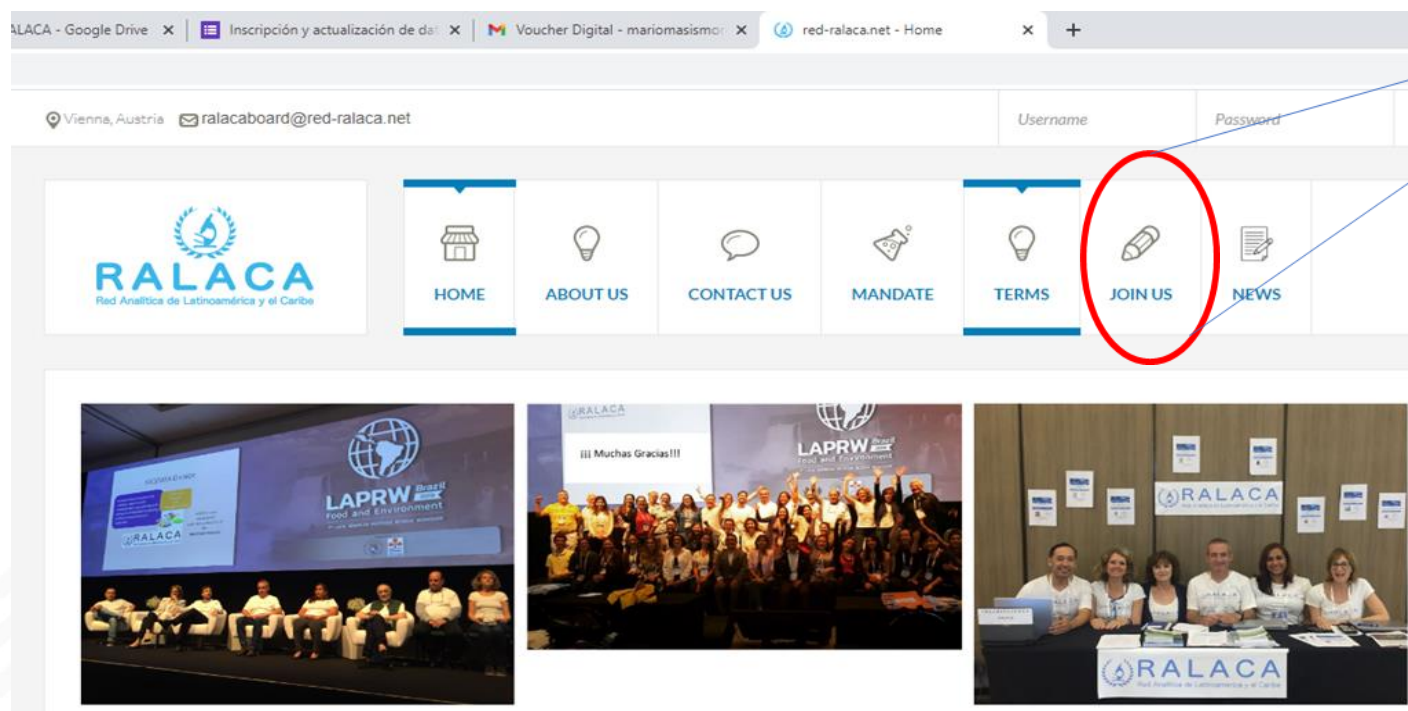 ALACA - Google Drive
Inscripción y actualización de dat
Voucher Digital - mariomasismor
red-ralaca.net - Home
Vienna, Austria ralacaboard@red-ralaca.net
Username
Password
RALACA
Red Analítica de Latinoamérica y el Caribe
HOME
ABOUT US
CONTACT US
MANDATE
TERMS
JOIN US
NEWS
RALACA
LAPRW Brazil
Food and Environment
RALACA
¡¡¡ Muchas Gracias!!!
LAPRW Brazil
Food and Environment
RALACA
Red Analítica de Latinoamérica y el Caribe
RALACA
Red Analítica de Latinoamérica y el Caribe